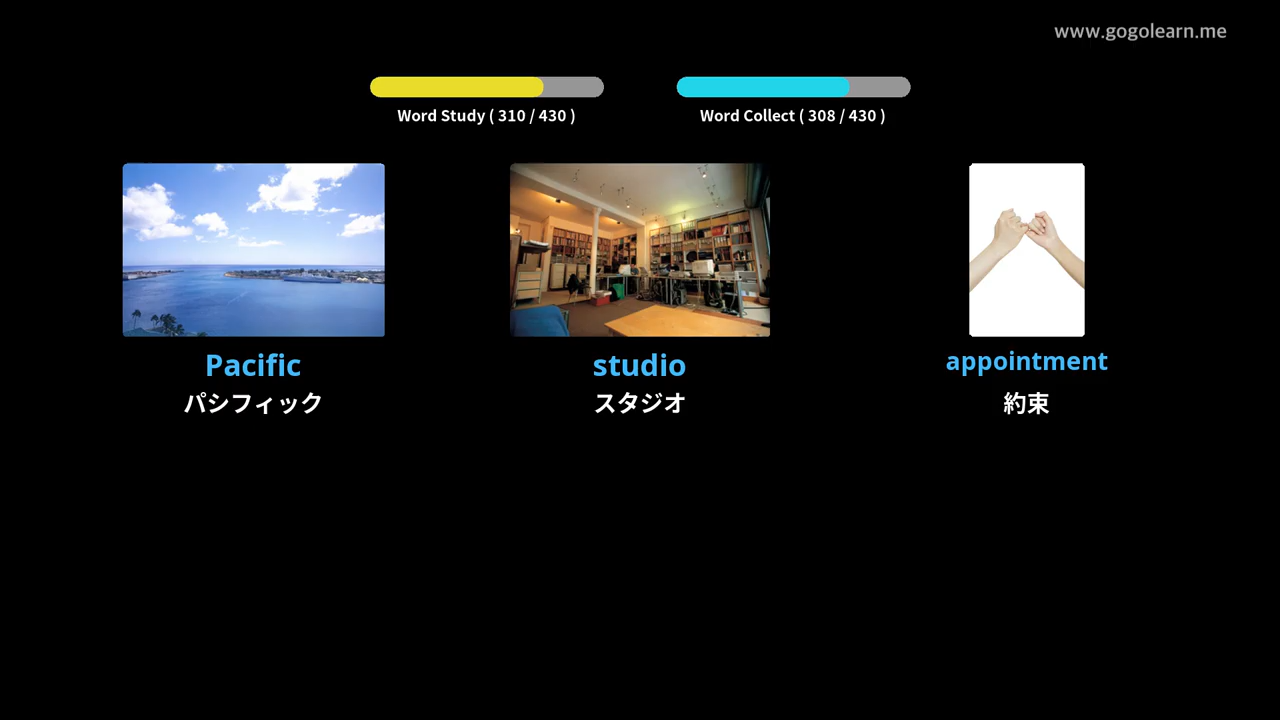 www.gogolearn.me
Word Study ( 310 / 430 )
Word Collect ( 308 / 430 )
Pacific
パシフィック
studio
スタジオ
appointment
約束